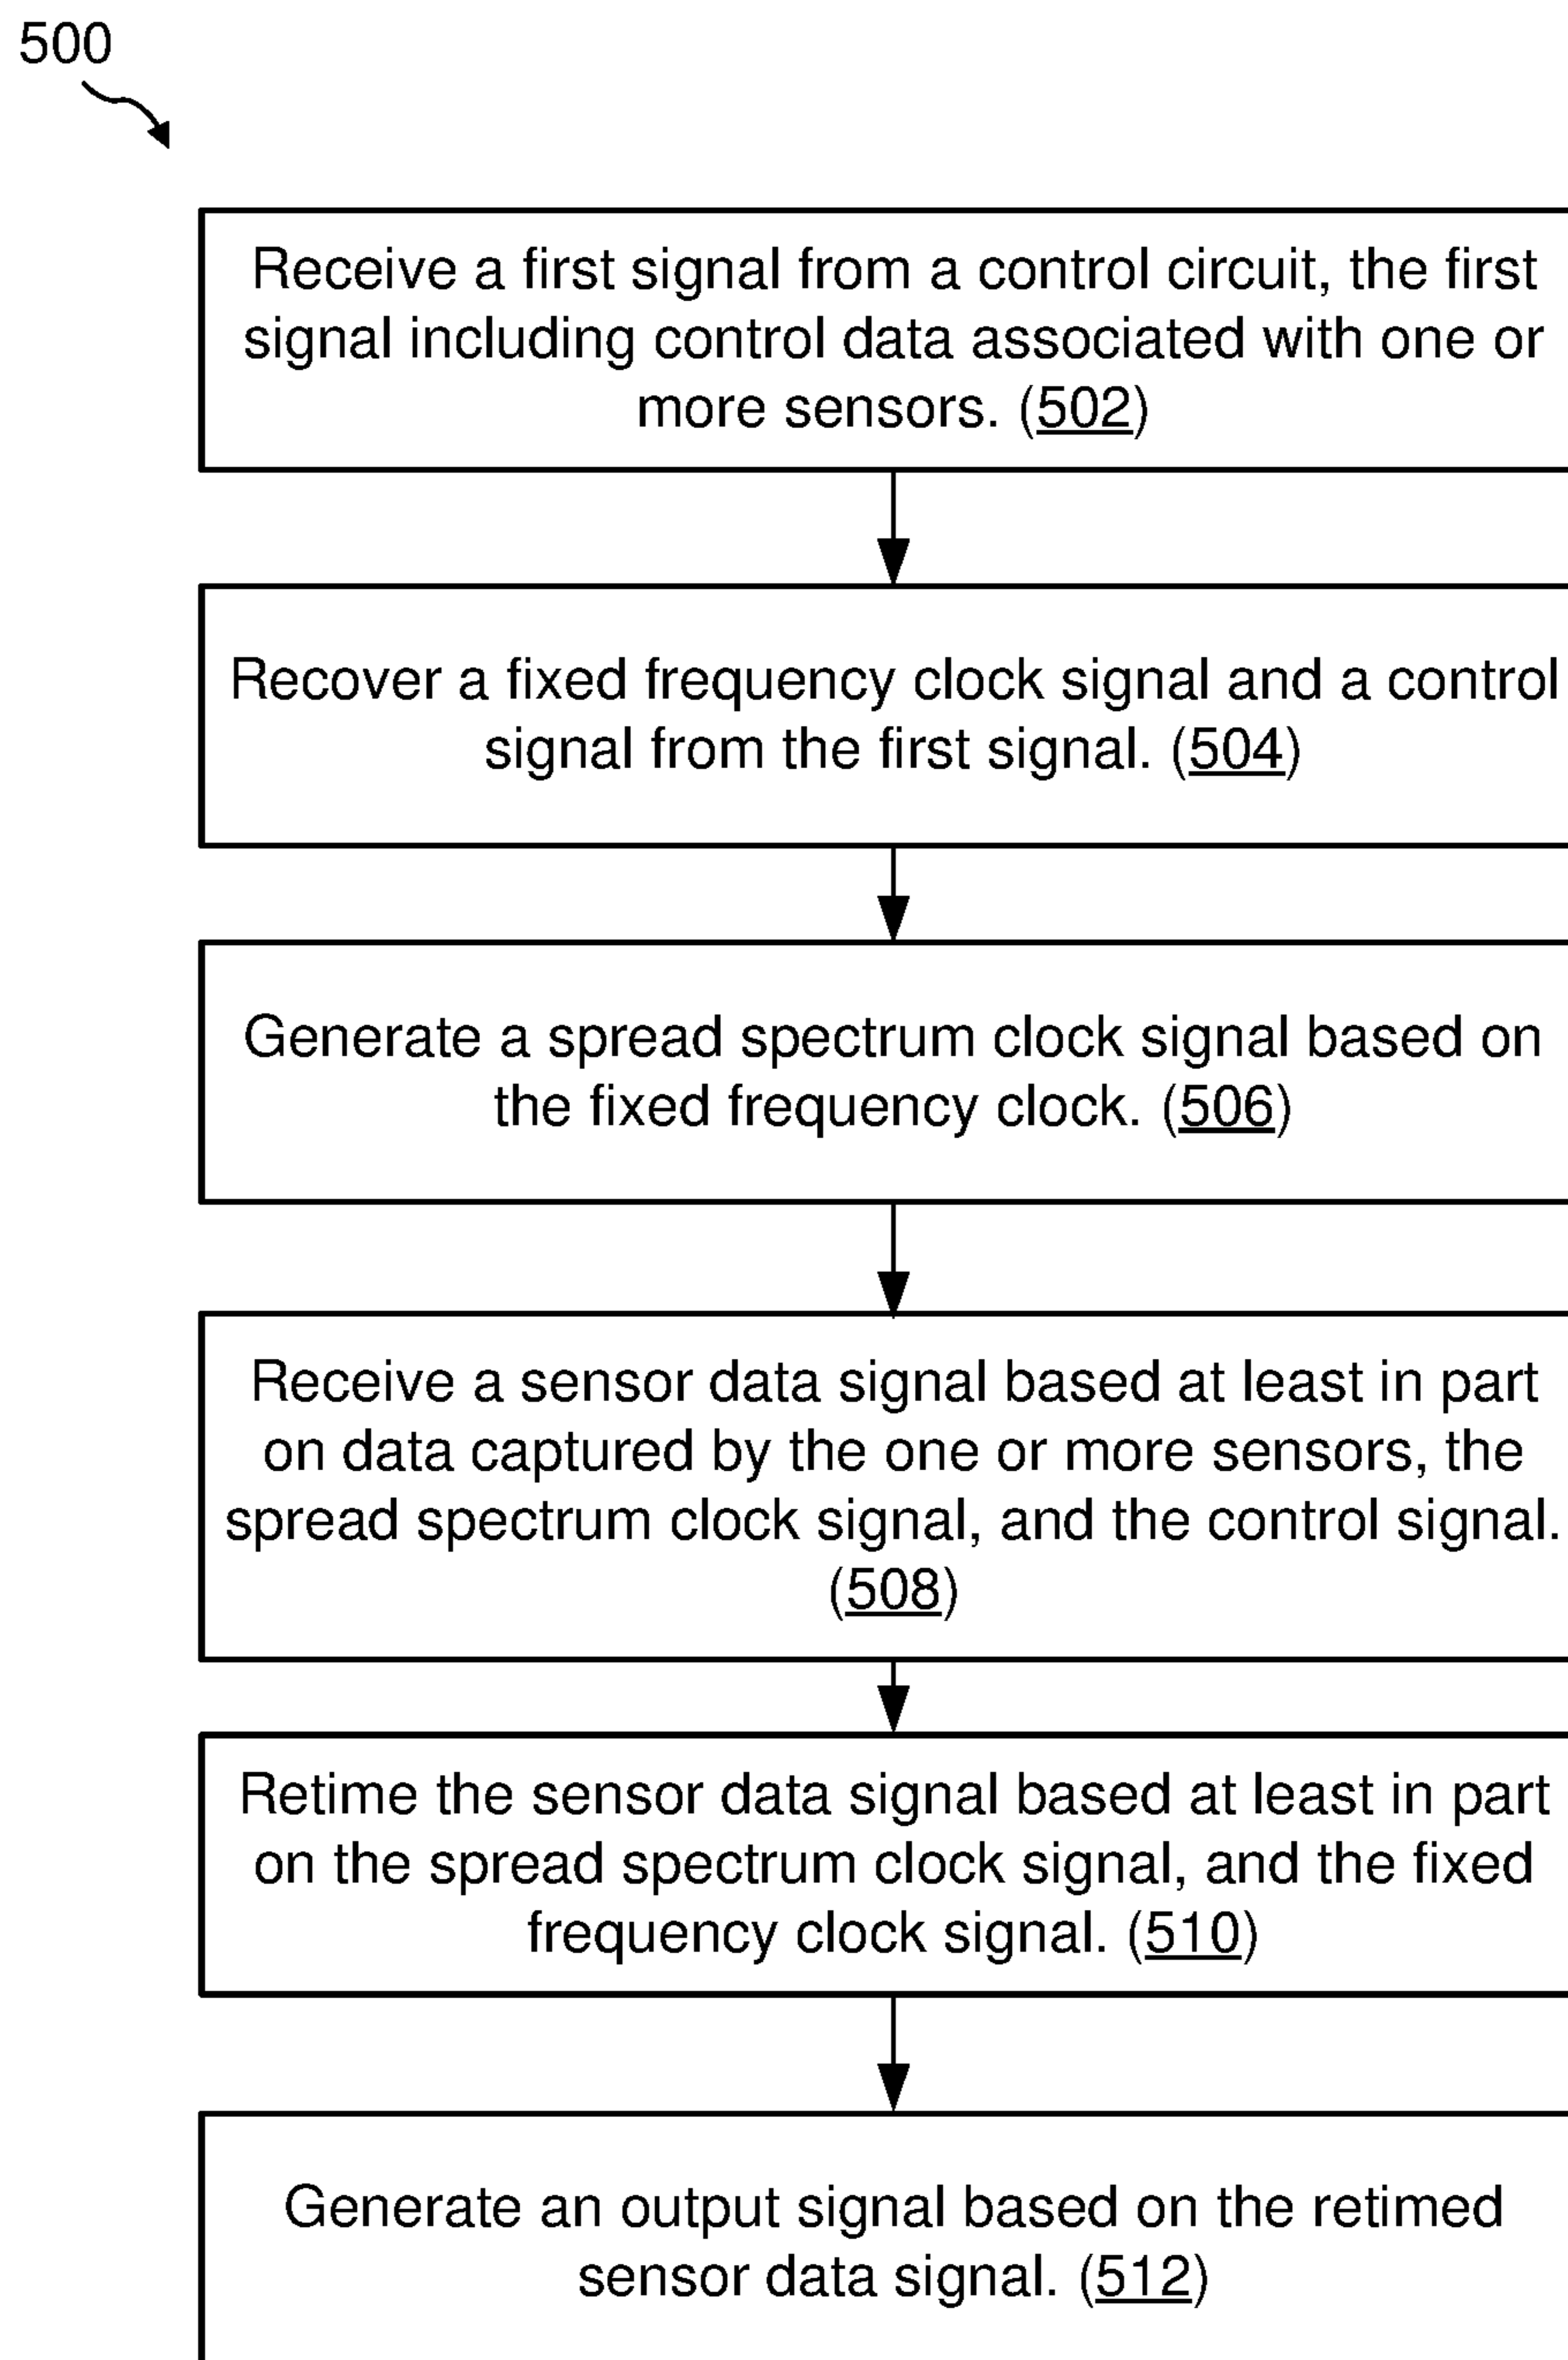 500
Receive a first signal from a control circuit, the first
signal including control data associated with one or
more sensors. (502)
Recover a fixed frequency clock signal and a control
signal from the first signal. (504)
Generate a spread spectrum clock signal based on
the fixed frequency clock. (506)
Receive a sensor data signal based at least in part
on data captured by the one or more sensors, the
spread spectrum clock signal, and the control signal.
(508)
Retime the sensor data signal based at least in part
on the spread spectrum clock signal, and the fixed
frequency clock signal. (510)
Generate an output signal based on the retimed
sensor data signal. (512)